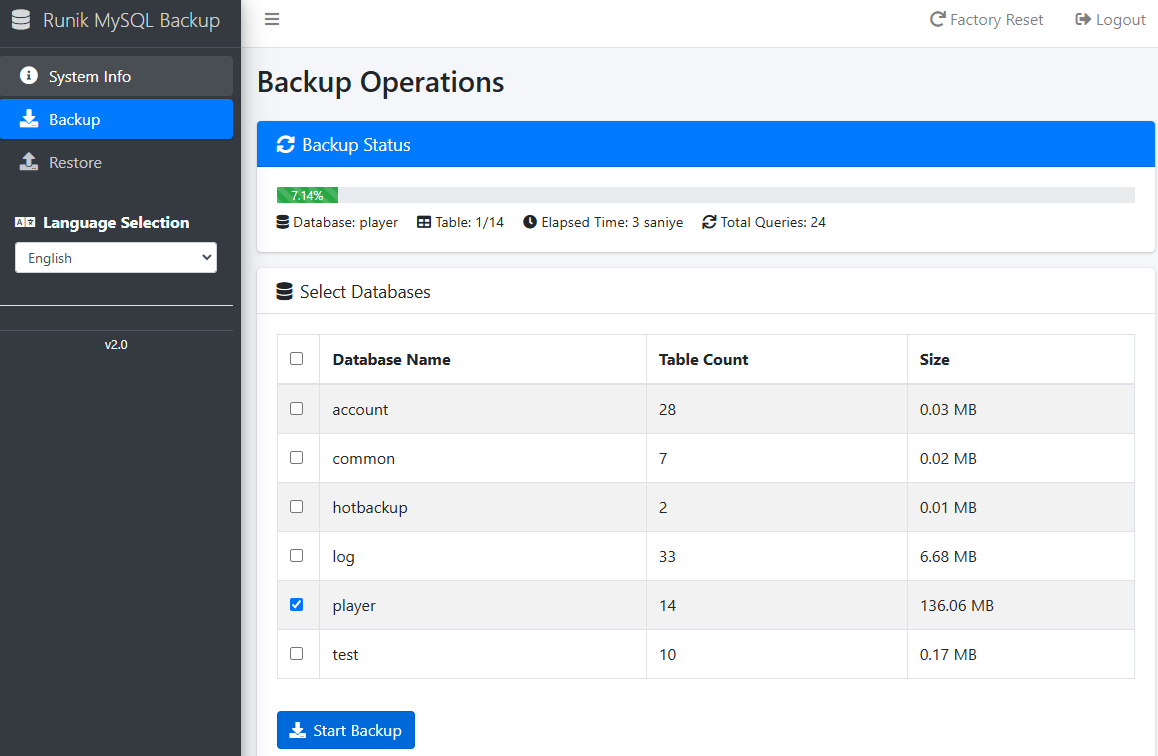 Runik MySQL Backup
Factory Reset Logout
System Info
Backup
Restore
Language Selection
English
v2.0
Backup Operations
Backup Status
7.14%
Database: player Table: 1/14 Elapsed Time: 3 saniye Total Queries: 24
Select Databases
Database Name Table Count Size
account 28 0.03 MB
common 7 0.02 MB
hotbackup 2 0.01 MB
log 33 6.68 MB
player 14 136.06 MB
test 10 0.17 MB
Start Backup